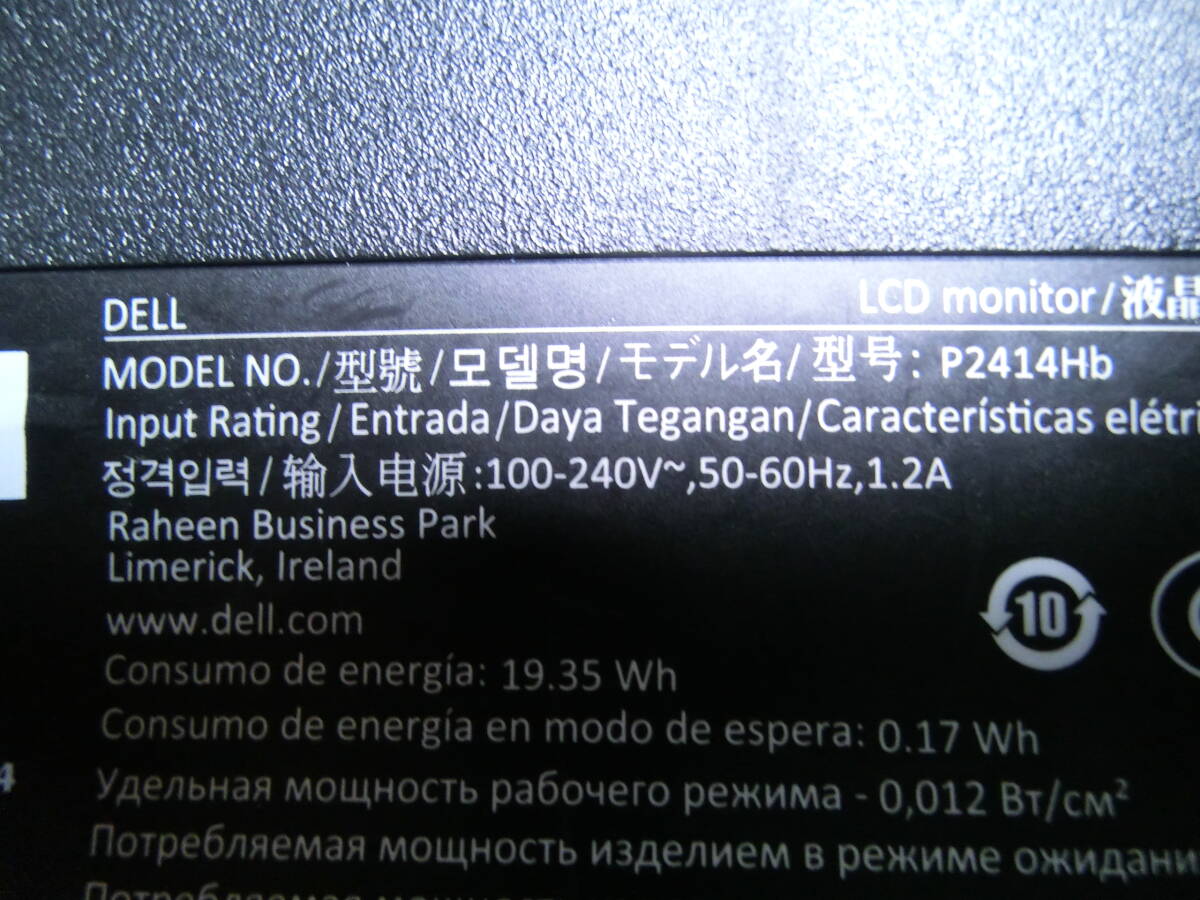 DELL
LCD monitor/液晶
MODEL NO./型號/모델명/モデル名/型号: P2414Hb
Input Rating/Entrada/Daya Tegangan/Características elétri
정격입력/输入电源:100-240V~,50-60Hz,1.2A
Raheen Business Park
Limerick, Ireland
www.dell.com
10
Consumo de energía: 19.35 Wh
Consumo de energía en modo de espera: 0.17 Wh
4
Удельная мощность рабочего режима - 0,012 Вт/см²
Потребляемая мощность изделием в режиме ожидани